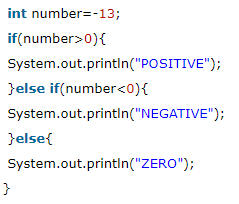 int number=-13;
if(number>0){
System.out.println("POSITIVE");
}else if(number<0){
System.out.println("NEGATIVE");
}else{
System.out.println("ZERO");
}